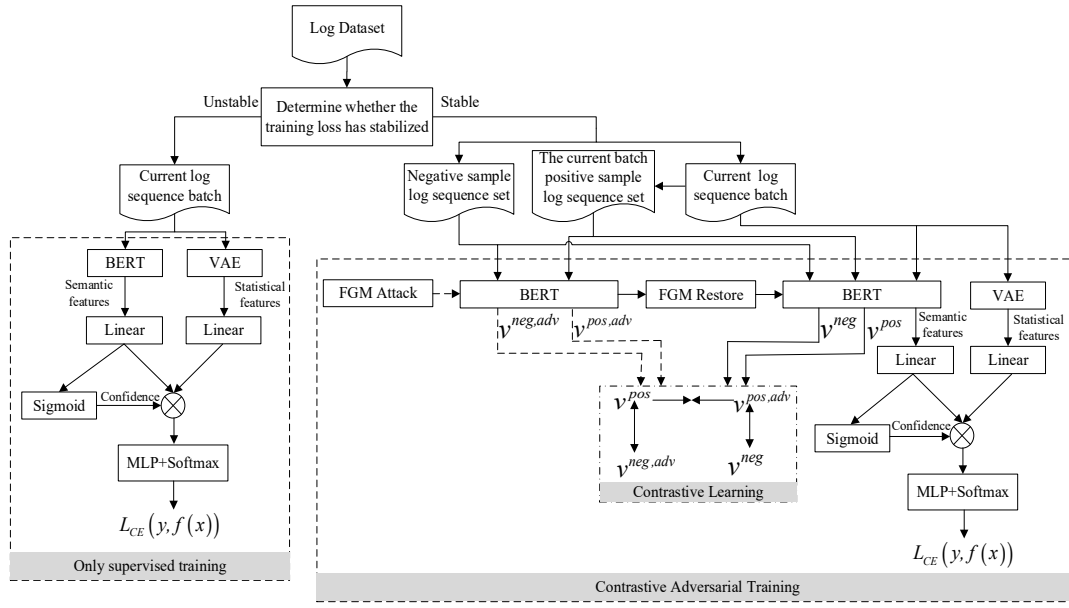 Log Dataset
Unstable
Determine whether the
training loss has stabilized
Stable
Current log
sequence batch
Negative sample
log sequence set
The current batch
positive sample
log sequence set
Current log
sequence batch
BERT
VAE
Semantic
features
Statistical
features
Linear
Linear
Sigmoid
Confidence
MLP+Softmax
L_{CE}(y, f(x))
Only supervised training
FGM Attack
BERT
FGM Restore
BERT
VAE
v^{neg,adv}
v^{pos,adv}
v^{neg}
v^{pos}
Semantic
features
Statistical
features
Linear
Linear
v^{pos}
v^{pos,adv}
v^{neg,adv}
v^{neg}
Contrastive Learning
Sigmoid
Confidence
MLP+Softmax
L_{CE}(y, f(x))
Contrastive Adversarial Training